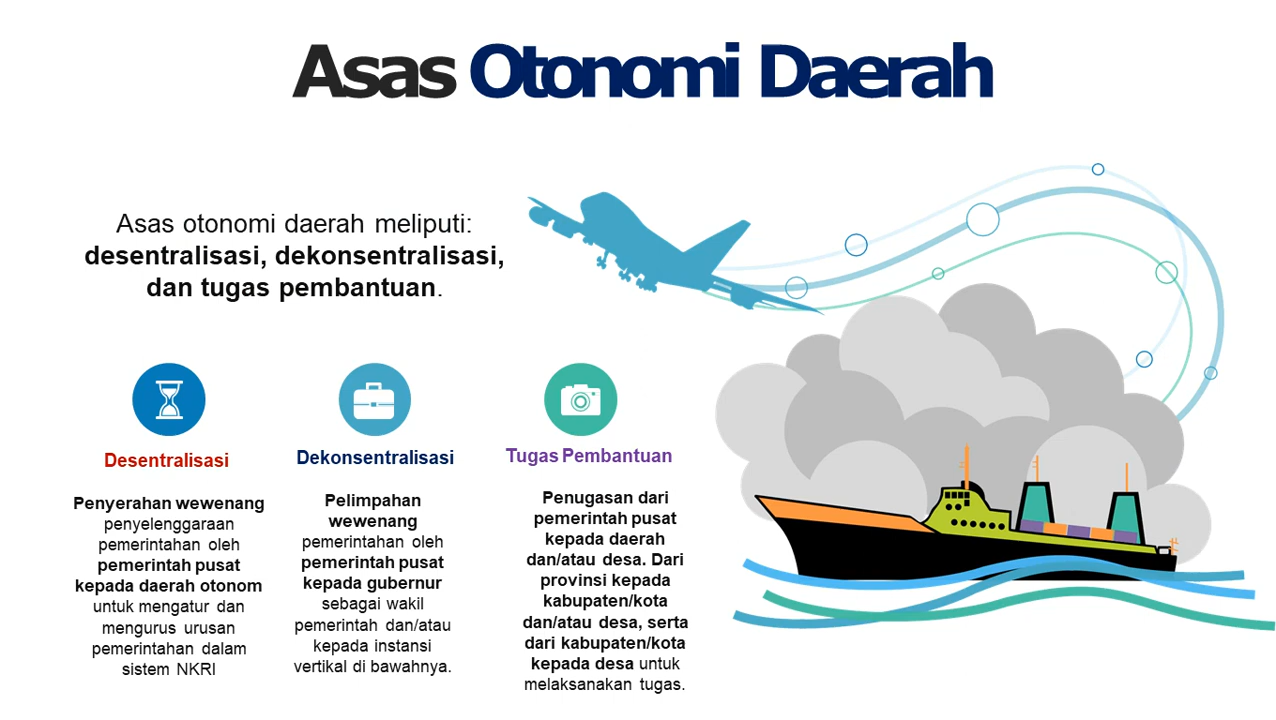 Asas Otonomi Daerah
Asas otonomi daerah meliputi:
desentralisasi, dekonsentralisasi,
dan tugas pembantuan.
Desentralisasi
Penyerahan wewenang
penyelenggaraan
pemerintahan oleh
pemerintah pusat
kepada daerah otonom
untuk mengatur dan
mengurus urusan
pemerintahan dalam
sistem NKRI
Dekonsentralisasi
Pelimpahan
wewenang
pemerintahan oleh
pemerintah pusat
kepada gubernur
sebagai wakil
pemerintah dan/atau
kepada instansi
vertikal di bawahnya.
Tugas Pembantuan
Penugasan dari
pemerintah pusat
kepada daerah
dan/atau desa. Dari
provinsi kepada
kabupaten/kota
dan/atau desa, serta
dari kabupaten/kota
kepada desa untuk
melaksanakan tugas.